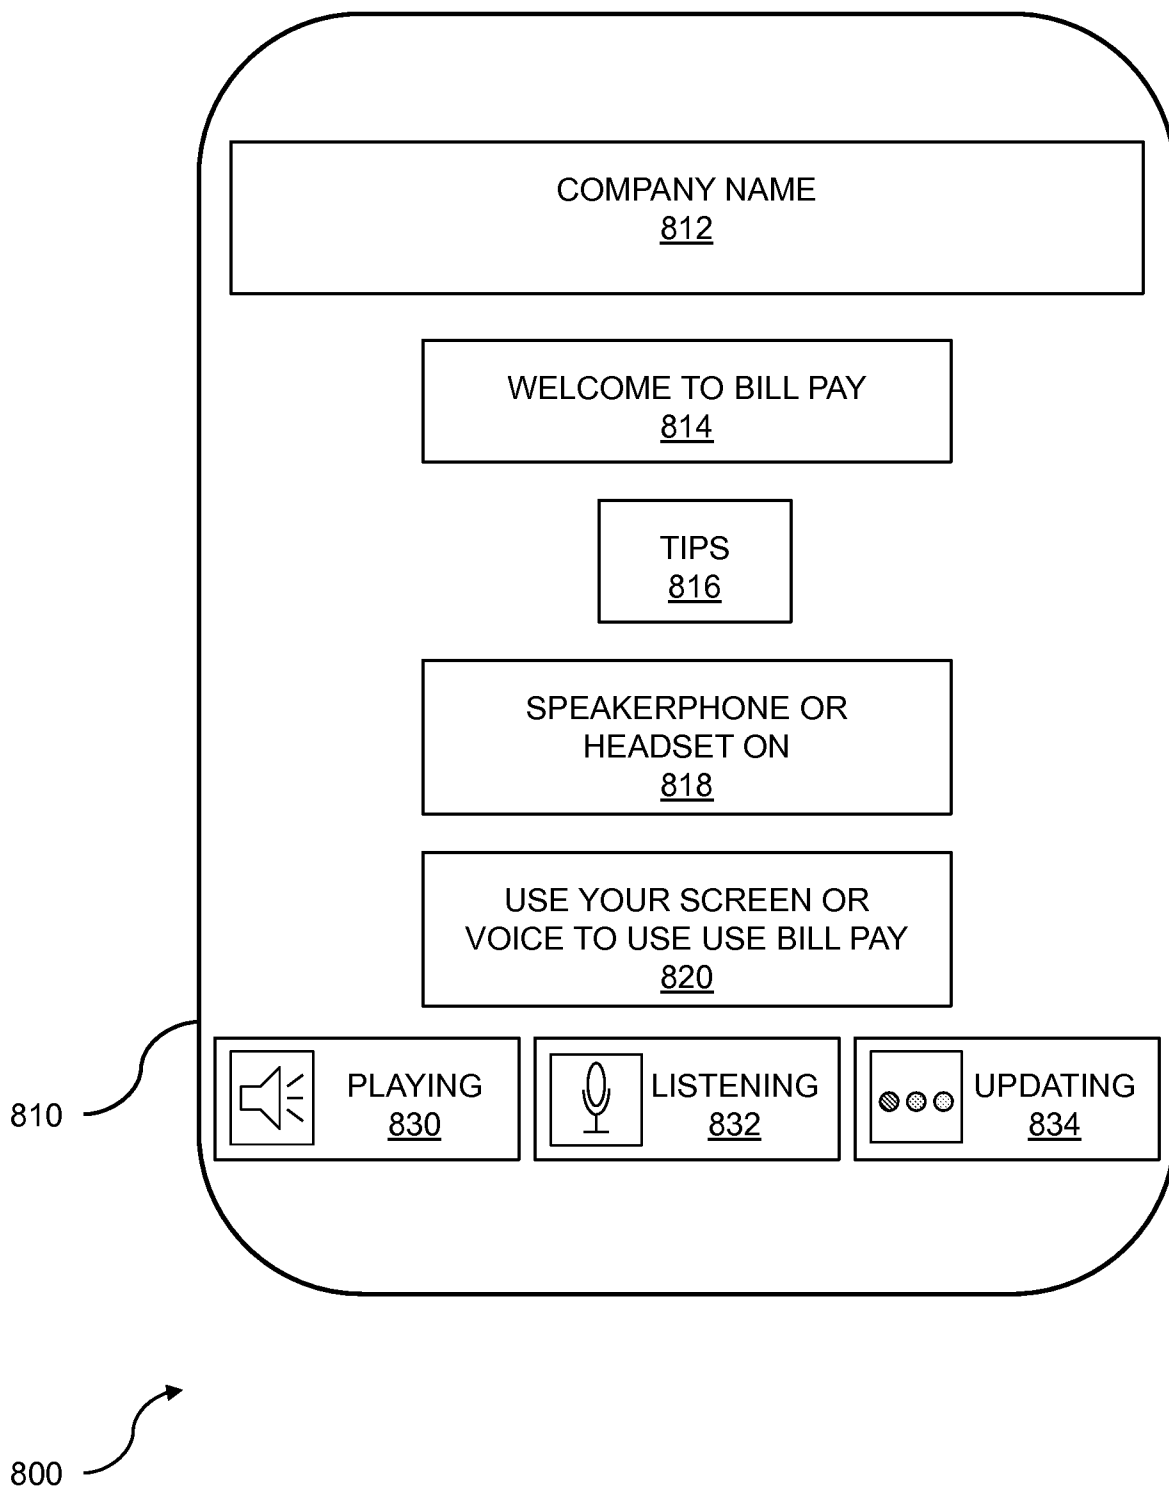 COMPANY NAME
812
WELCOME TO BILL PAY
814
TIPS
816
SPEAKERPHONE OR
HEADSET ON
818
USE YOUR SCREEN OR
VOICE TO USE USE BILL PAY
820
PLAYING
830
LISTENING
832
UPDATING
834
810
800